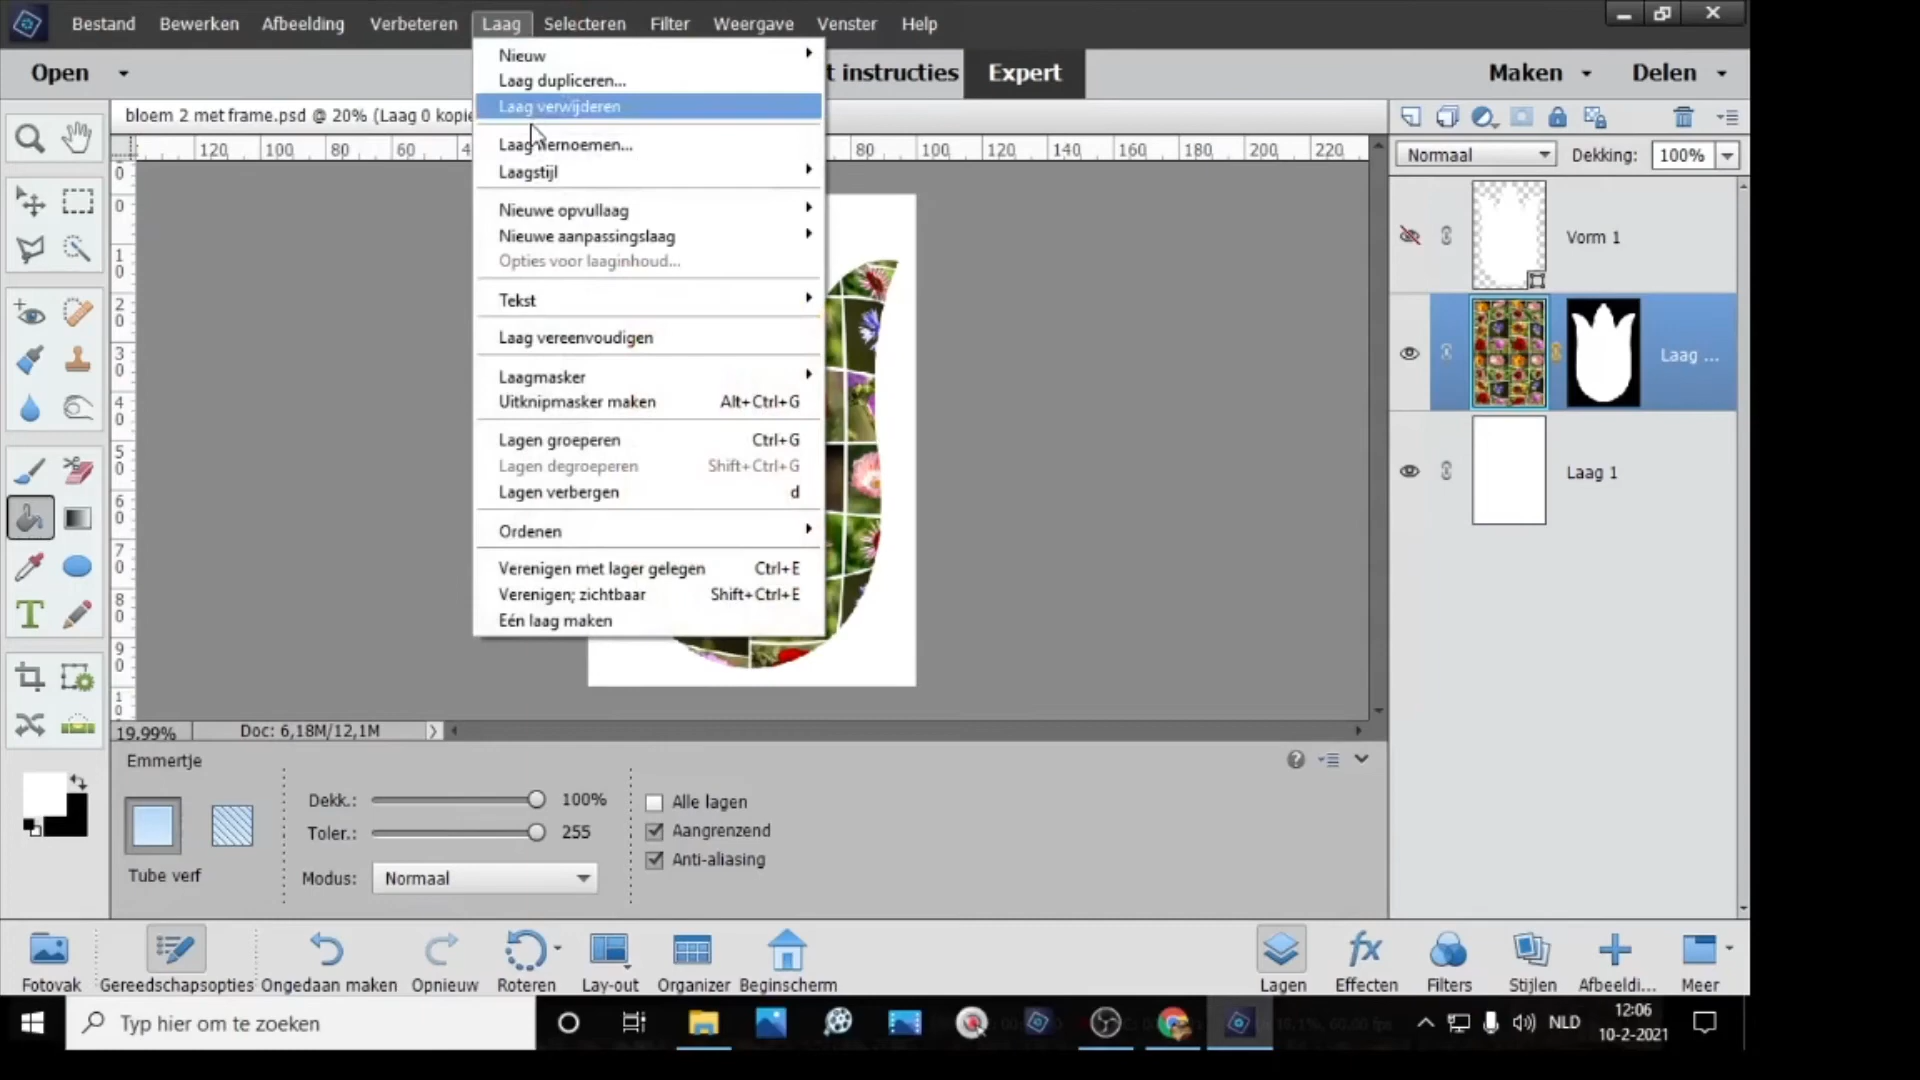 Bestand Bewerken Afbeelding Verbeteren Laag Selecteren Filter Weergave Venster Help
Open t instructies Expert Maken Delen
bloem 2 met frame.psd @ 20% (Laag 0 kopie
120 100 80 60 4 80 100 120 140 160 180 200 220
Nieuw
Laag dupliceren...
Laag verwijderen
Laag ernoemen...
Laagstijl
Nieuwe opvullaag
Nieuwe aanpassingslaag
Opties voor laaginhoud...
Tekst
Laag vereenvoudigen
Laagmasker
Uitknipmasker maken Alt+Ctrl+G
Lagen groeperen Ctrl+G
Lagen degroeperen Shift+Ctrl+G
Lagen verbergen d
Ordenen
Verenigen met lager gelegen Ctrl+E
Verenigen; zichtbaar Shift+Ctrl+E
Eén laag maken
Normaal Dekking: 100%
Vorm 1
Laag ...
Laag 1
0
0
1
0
2
0
3
0
4
0
5
0
6
0
7
0
8
0
9
0
1
0
19,99% Doc: 6,18M/12,1M
Emmertje
Dekk.: 100%
Toler.: 255
Modus: Normaal
Tube verf
Alle lagen
Aangrenzend
Anti-aliasing
Fotovak Gereedschapsopties Ongedaan maken Opnieuw Roteren Lay-out Organizer Beginscherm Lagen Effecten Filters Stijlen Afbeeldi... Meer
Typ hier om te zoeken
NLD
12:06
10-2-2021